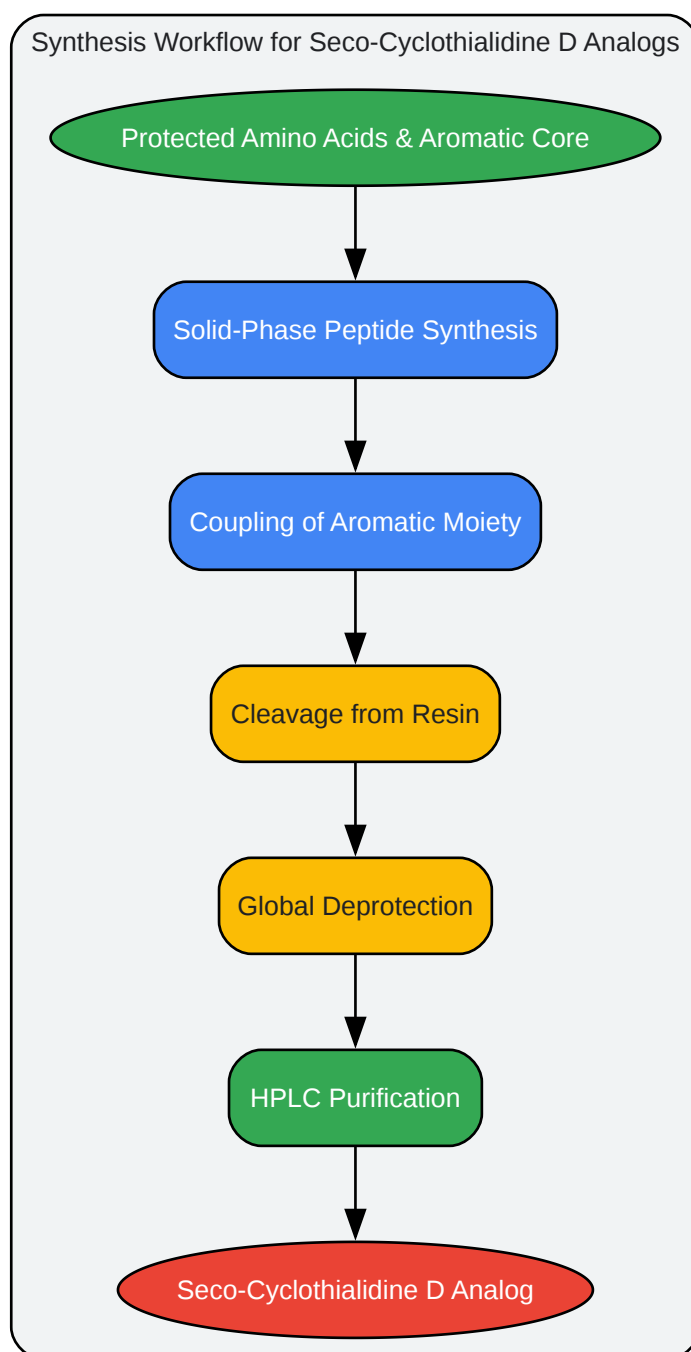 Synthesis Workflow for Seco-Cyclothialidine D Analogs
Protected Amino Acids & Aromatic Core
Solid-Phase Peptide Synthesis
Coupling of Aromatic Moiety
Cleavage from Resin
Global Deprotection
HPLC Purification
Seco-Cyclothialidine D Analog